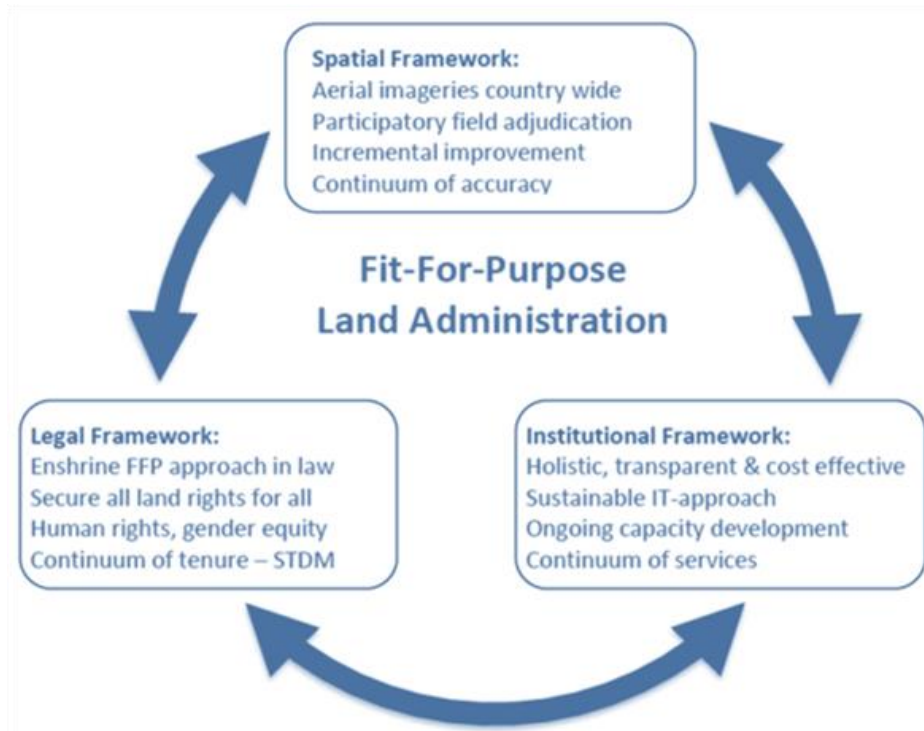 Spatial Framework:
Aerial imageries country wide
Participatory field adjudication
Incremental improvement
Continuum of accuracy
Fit-For-Purpose
Land Administration
Legal Framework:
Enshrine FFP approach in law
Secure all land rights for all
Human rights, gender equity
Continuum of tenure – STDM
Institutional Framework:
Holistic, transparent & cost effective
Sustainable IT-approach
Ongoing capacity development
Continuum of services